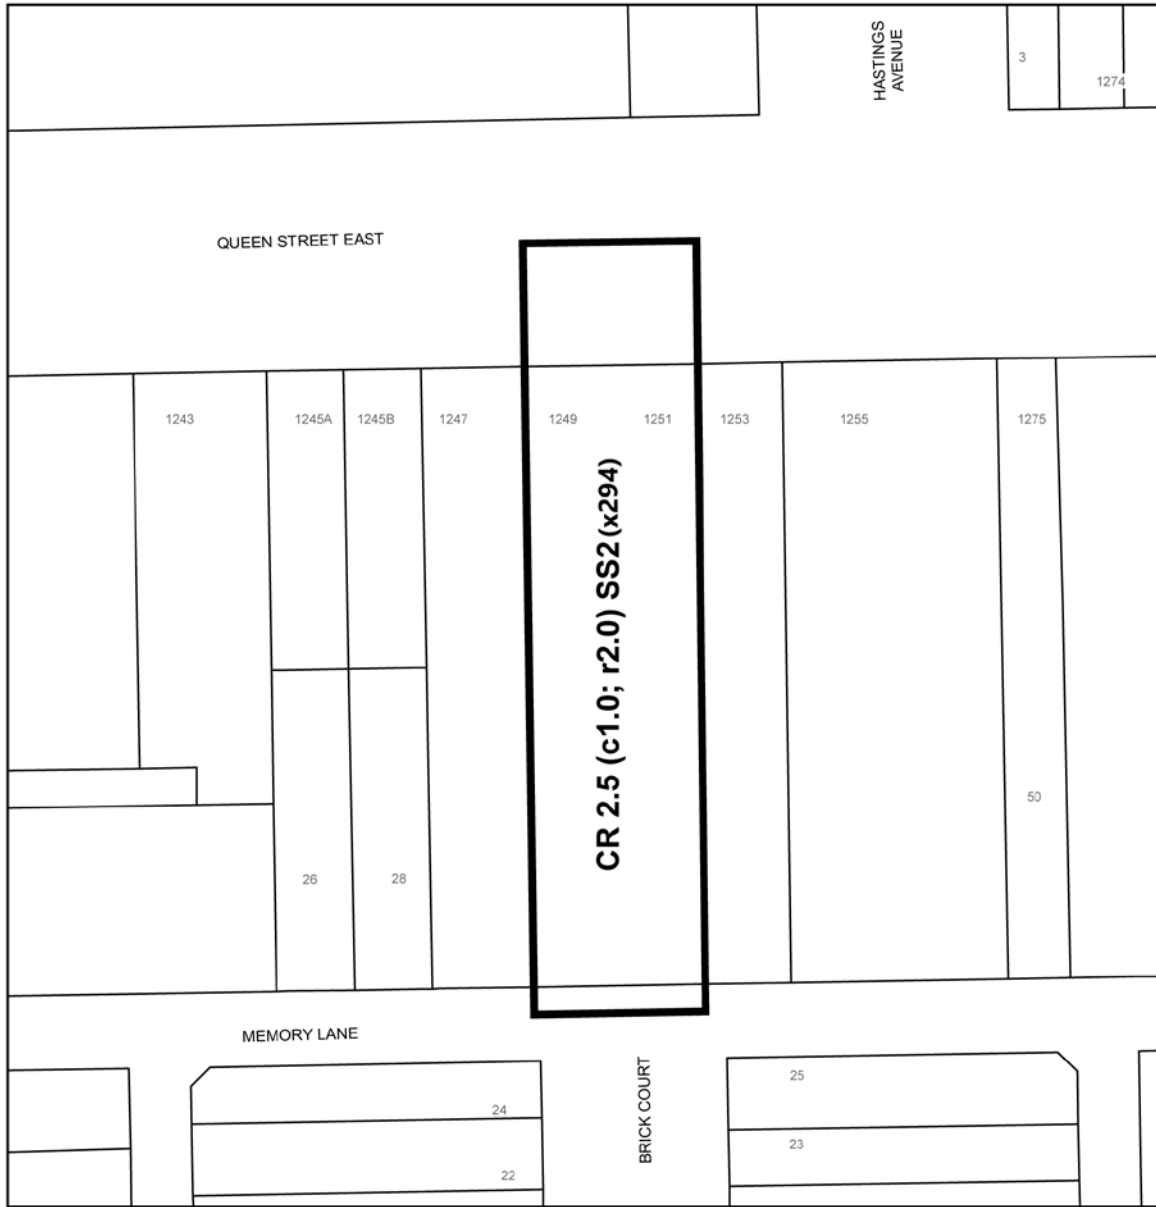 HASTINGS
AVENUE
3
1274
QUEEN STREET EAST
1243
1245A
1245B
1247
1249
1251
1253
1255
1275
CR 2.5 (c1.0; r2.0) SS2 (x294)
50
26
28
MEMORY LANE
BRICK COURT
24
25
22
23